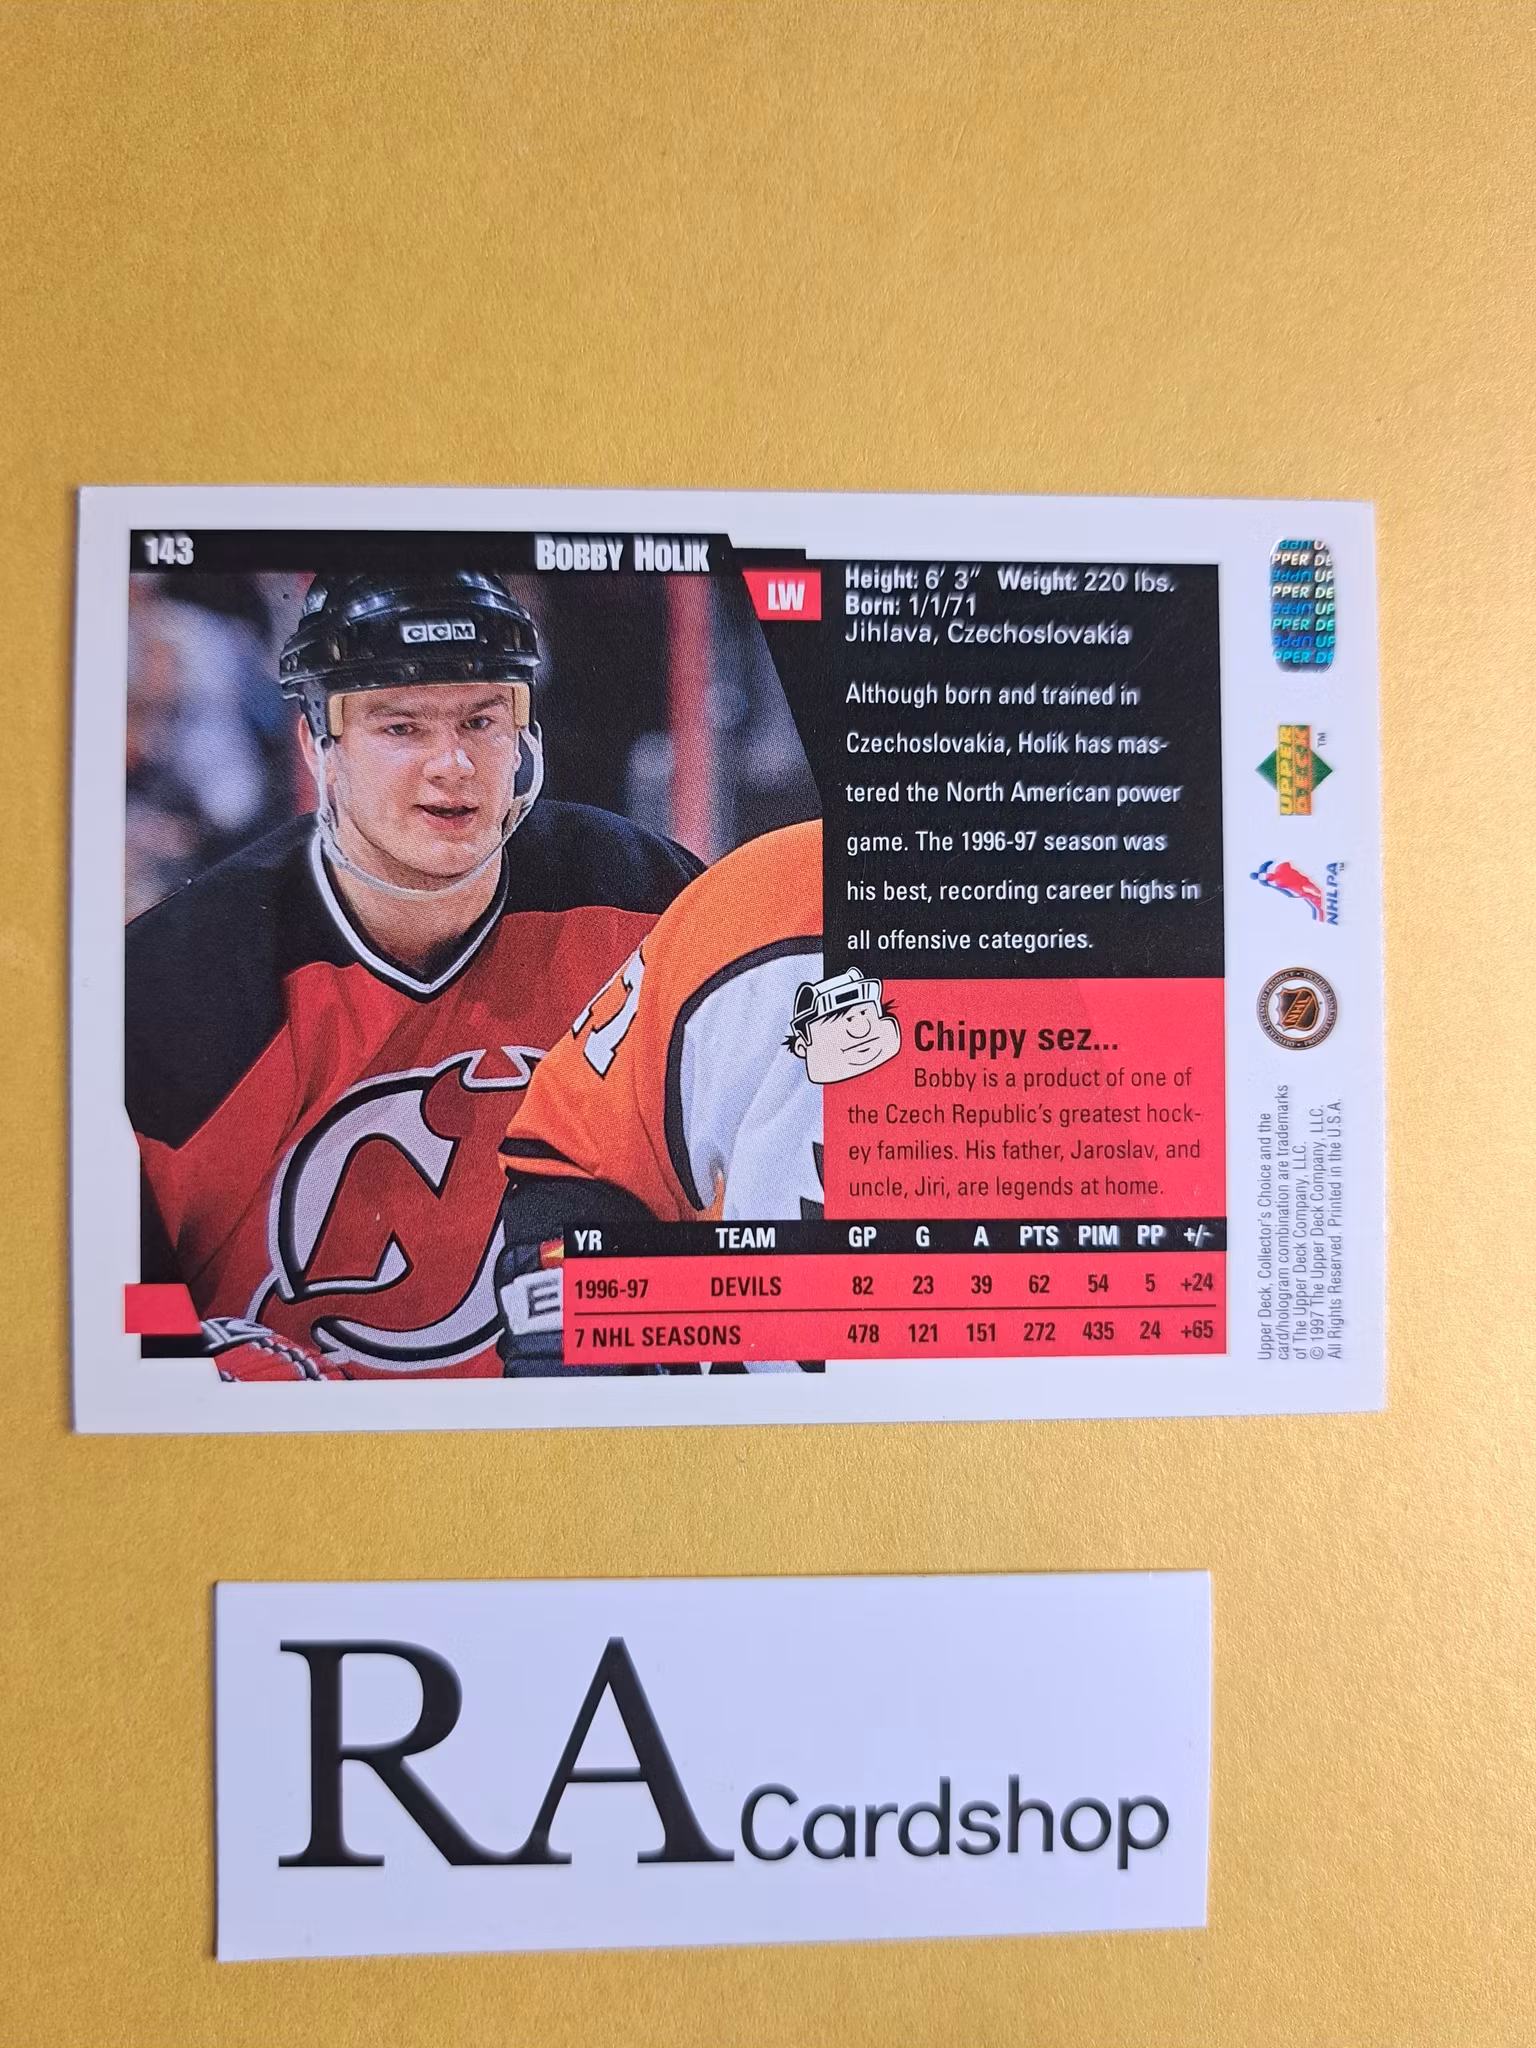 143
BOBBY HOLIK
LW
Height: 6' 3" Weight: 220 lbs.
Born: 1/1/71
Jihlava, Czechoslovakia
Although born and trained in
Czechoslovakia, Holik has mas-
tered the North American power
game. The 1996-97 season was
his best, recording career highs in
all offensive categories.
CCM
Chippy sez...
Bobby is a product of one of
the Czech Republic's greatest hock-
ey families. His father, Jaroslav, and
uncle, Jiri, are legends at home.
YR TEAM GP G A PTS PIM PP +/-
1996-97 DEVILS 82 23 39 62 54 5 +24
7 NHL SEASONS 478 121 151 272 435 24 +65
UPPER DECK™
NHLPA™
NHL
Upper Deck, Collector's Choice and the
card/hologram combination are trademarks
of The Upper Deck Company, LLC.
© 1997 The Upper Deck Company, LLC.
All Rights Reserved. Printed in the U.S.A.
RA Cardshop